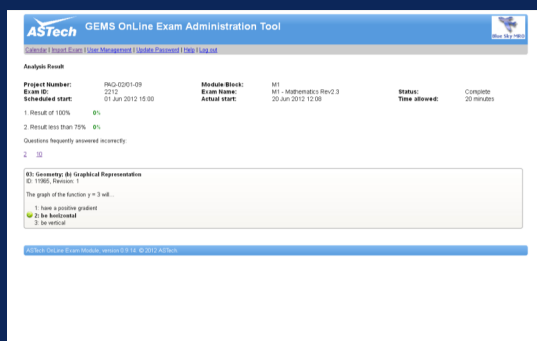 ASTech GEMS OnLine Exam Administration Tool
Blue Sky MRO
Calendar | Import Exam | User Management | Update Password | Help | Log out
Analysis Result
Project Number: PAQ-02/01-09 Module/Block: M1
Exam ID: 2212 Exam Name: M1 - Mathematics Rev2.3 Status: Complete
Scheduled start: 01 Jun 2012 15:00 Actual start: 20 Jun 2012 12:08 Time allowed: 20 minutes
1. Result of 100% 0%
2. Result less than 75% 0%
Questions frequently answered incorrectly:
2 10
03: Geometry; (b) Graphical Representation
ID: 11985, Revision: 1
The graph of the function y = 3 will...
1: have a positive gradient
2: be horizontal
3: be vertical
ASTech OnLine Exam Module, version 0.9.14. © 2012 ASTech